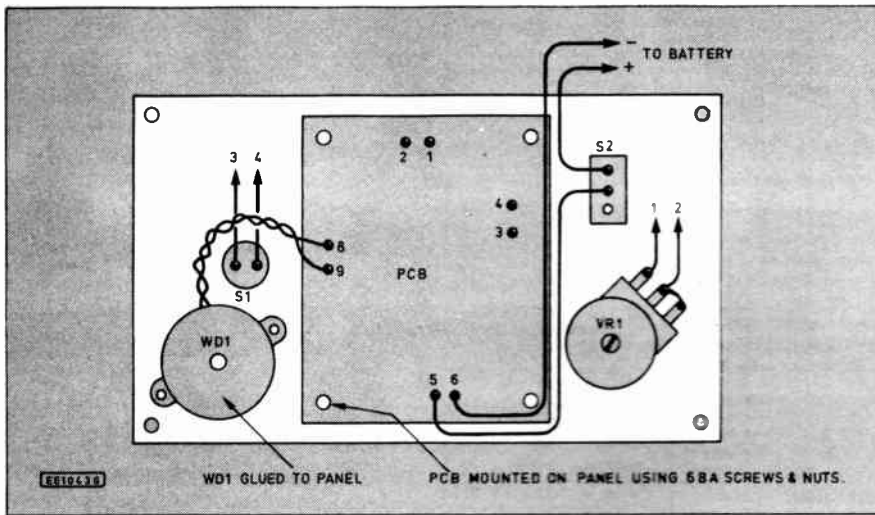 - TO BATTERY
+
S2
3 4
2 1
1 2
4
3
8
9
PCB
S1
WD1
VR1
5 6
EE1043G
WD1 GLUED TO PANEL
PCB MOUNTED ON PANEL USING 6BA SCREWS & NUTS.